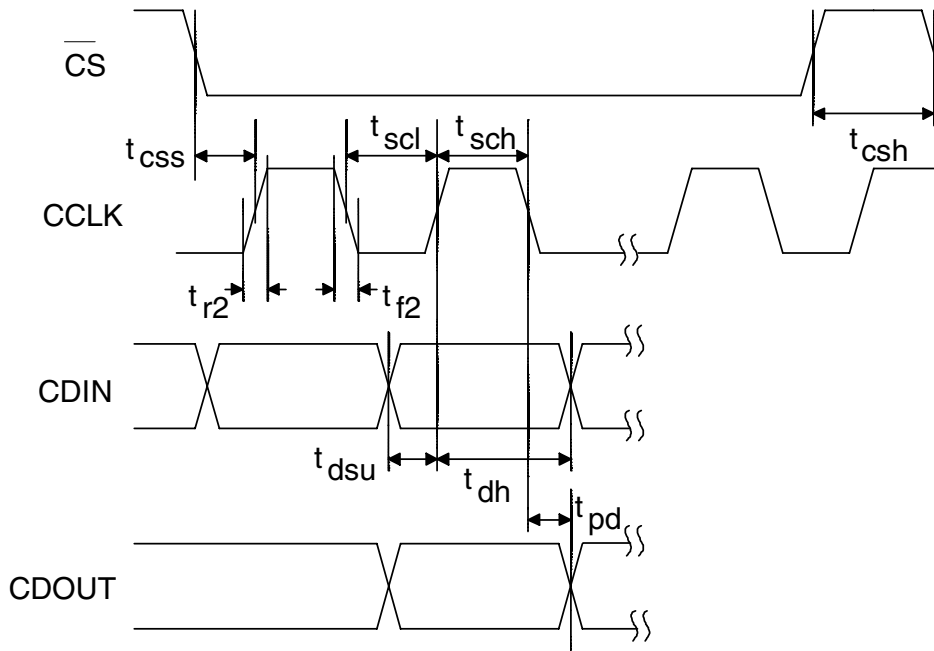 CS
t scl
t sch
t css
t csh
CCLK
t r2
t f2
CDIN
t dsu
t dh
t pd
CDOUT